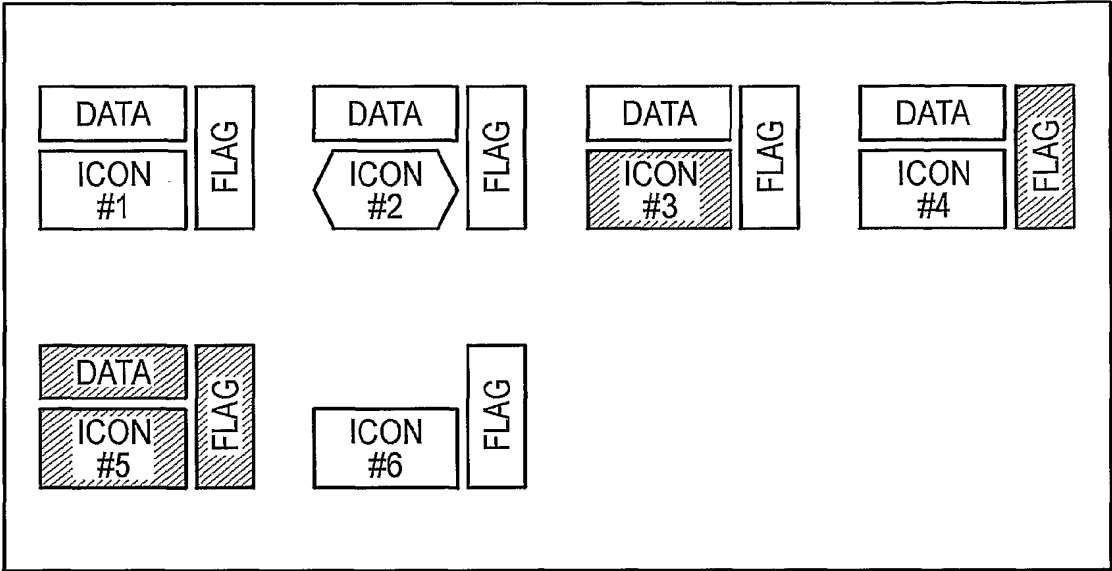 DATA
ICON
#1
FLAG
DATA
ICON
#2
FLAG
DATA
ICON
#3
FLAG
DATA
ICON
#4
FLAG
DATA
ICON
#5
FLAG
ICON
#6
FLAG